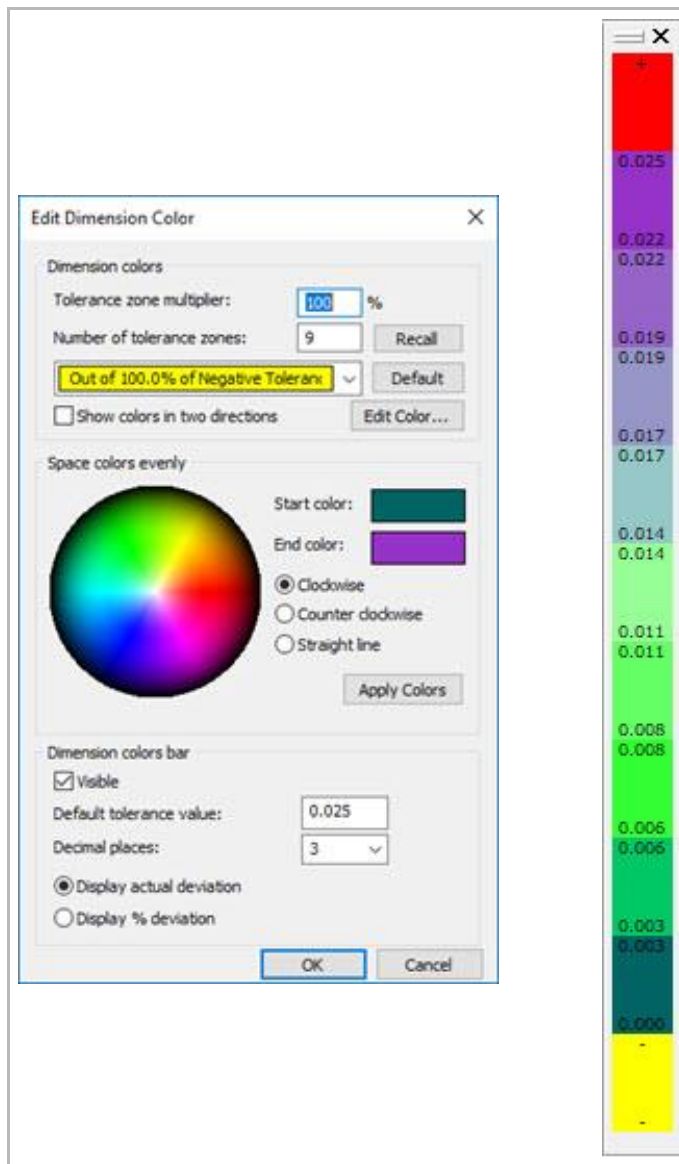 Edit Dimension Color
Dimension colors
Tolerance zone multiplier: 100 %
Number of tolerance zones: 9 Recall
Out of 100.0% of Negative Default
Show colors in two directions Edit Color...
Space colors evenly
Start color:
End color:
Clockwise
Counter clockwise
Straight line
Apply Colors
Dimension colors bar
Visible
Default tolerance value: 0.025
Decimal places: 3
Display actual deviation
Display % deviation
OK Cancel
+
0.025
0.022
0.022
0.019
0.019
0.017
0.017
0.014
0.014
0.011
0.011
0.008
0.008
0.006
0.006
0.003
0.003
0.000
-
-